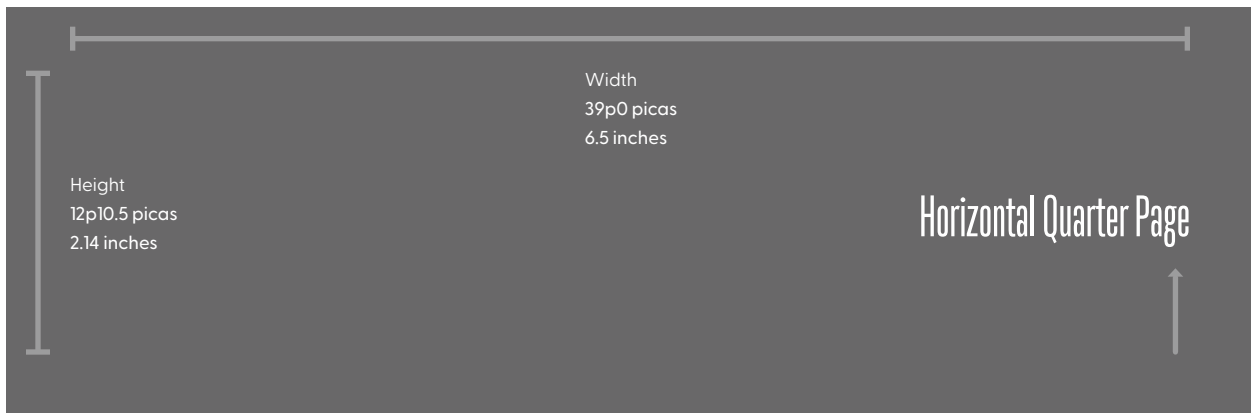 Width
39p0 picas
6.5 inches
Height
12p10.5 picas
2.14 inches
Horizontal Quarter Page